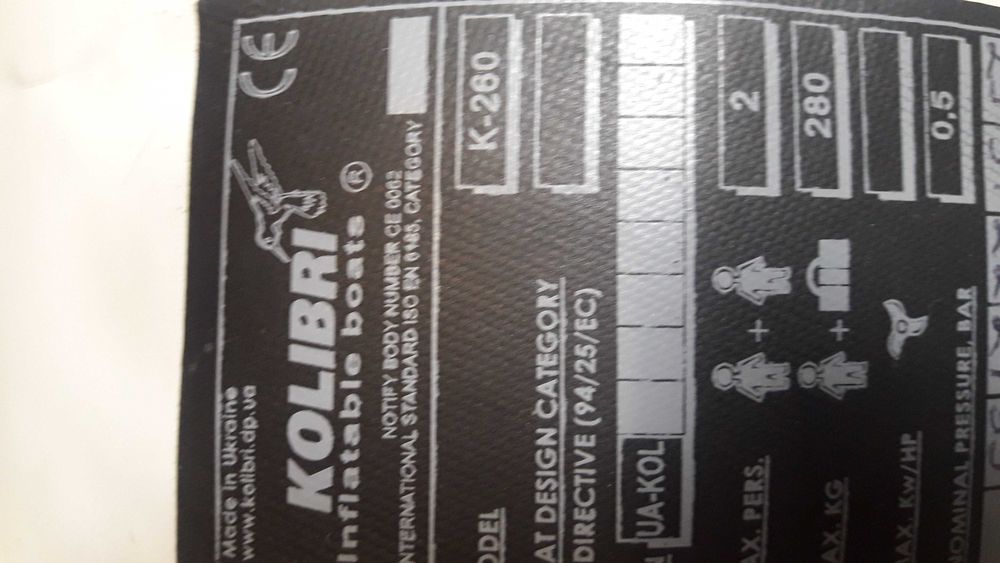 Made in Ukraine
www.kolibri.dp.ua
CE
KOLIBRI
Inflatable boats ®
NOTIFY BODY NUMBER CE 0062
NTERNATIONAL STANDARD ISO EN 6185, CATEGORY
ODEL K-260
AT DESIGN CATEGORY
DIRECTIVE (94/25/EC)
N UA-KOL
AX. PERS. + 2
AX. KG + 280
AX. Kw/HP
NOMINAL PRESSURE, BAR 0,5